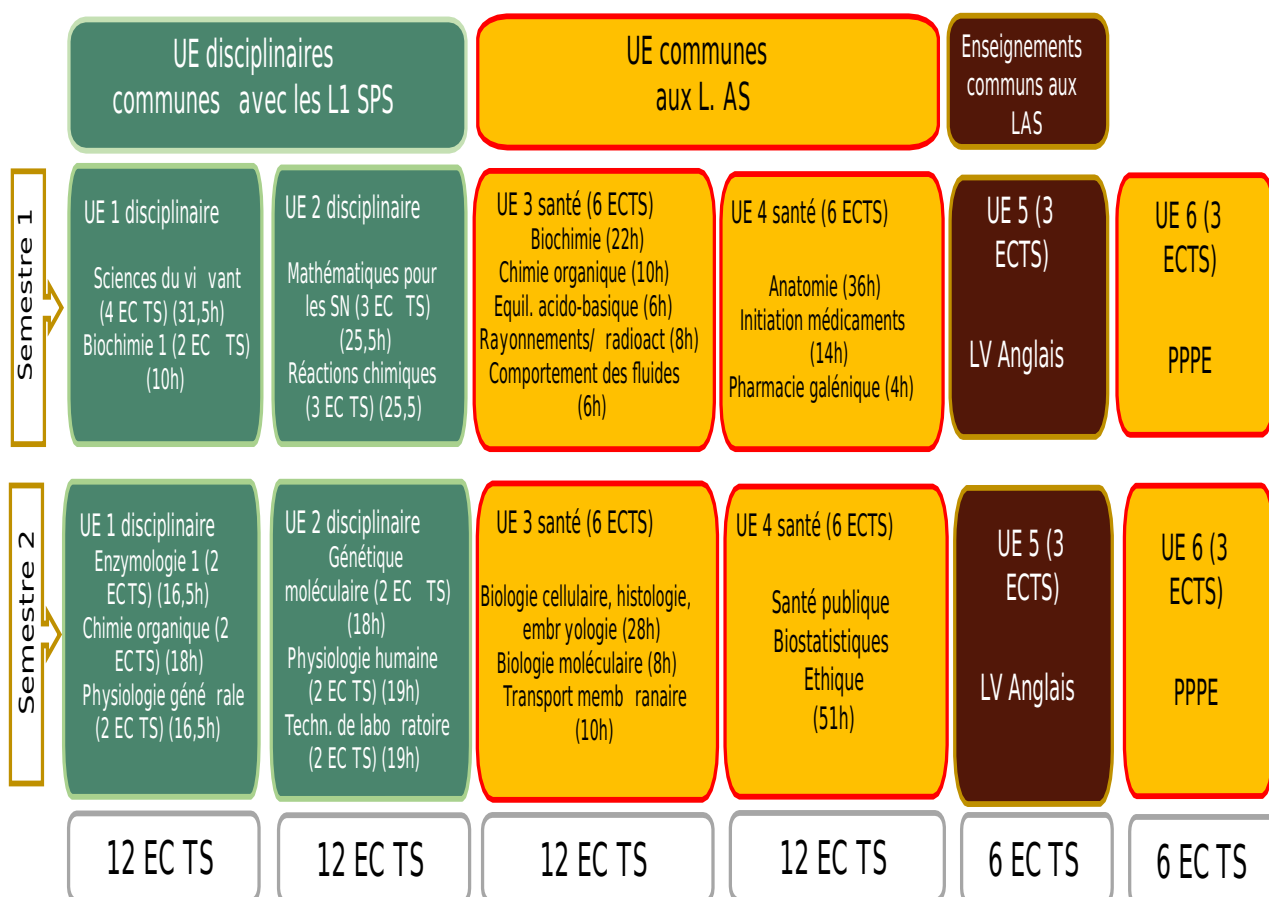 UE disciplinaires
communes avec les L1 SPS
UE communes
aux L. AS
Enseignements
communs aux
LAS
Semestre 1
UE 1 disciplinaire
Sciences du vi vant
(4 EC TS) (31,5h)
Biochimie 1 (2 EC TS)
(10h)
UE 2 disciplinaire
Mathématiques pour
les SN (3 EC TS)
(25,5h)
Réactions chimiques
(3 EC TS) (25,5)
UE 3 santé (6 ECTS)
Biochimie (22h)
Chimie organique (10h)
Equil. acido-basique (6h)
Rayonnements/ radioact (8h)
Comportement des fluides
(6h)
UE 4 santé (6 ECTS)
Anatomie (36h)
Initiation médicaments
(14h)
Pharmacie galénique (4h)
UE 5 (3
ECTS)
LV Anglais
UE 6 (3
ECTS)
PPPE
Semestre 2
UE 1 disciplinaire
Enzymologie 1 (2
ECTS) (16,5h)
Chimie organique (2
ECTS) (18h)
Physiologie géné rale
(2 EC TS) (16,5h)
UE 2 disciplinaire
Génétique
moléculaire (2 EC TS)
(18h)
Physiologie humaine
(2 EC TS) (19h)
Techn. de labo ratoire
(2 EC TS) (19h)
UE 3 santé (6 ECTS)
Biologie cellulaire, histologie,
embr yologie (28h)
Biologie moléculaire (8h)
Transport memb ranaire
(10h)
UE 4 santé (6 ECTS)
Santé publique
Biostatistiques
Ethique
(51h)
UE 5 (3
ECTS)
LV Anglais
UE 6 (3
ECTS)
PPPE
12 EC TS
12 EC TS
12 EC TS
12 EC TS
6 EC TS
6 EC TS